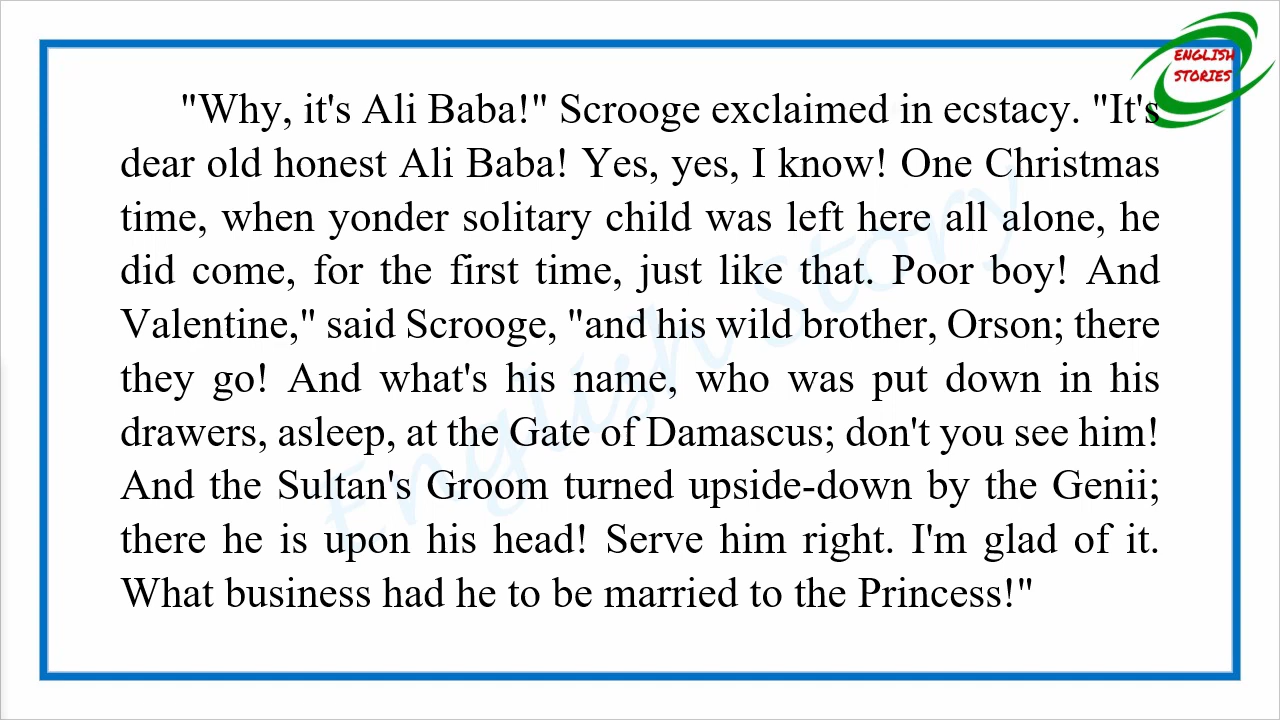 ENGLISH
STORIES
"Why, it's Ali Baba!" Scrooge exclaimed in ecstacy. "It's
dear old honest Ali Baba! Yes, yes, I know! One Christmas
time, when yonder solitary child was left here all alone, he
did come, for the first time, just like that. Poor boy! And
Valentine," said Scrooge, "and his wild brother, Orson; there
they go! And what's his name, who was put down in his
drawers, asleep, at the Gate of Damascus; don't you see him!
And the Sultan's Groom turned upside-down by the Genii;
there he is upon his head! Serve him right. I'm glad of it.
What business had he to be married to the Princess!"
English Story